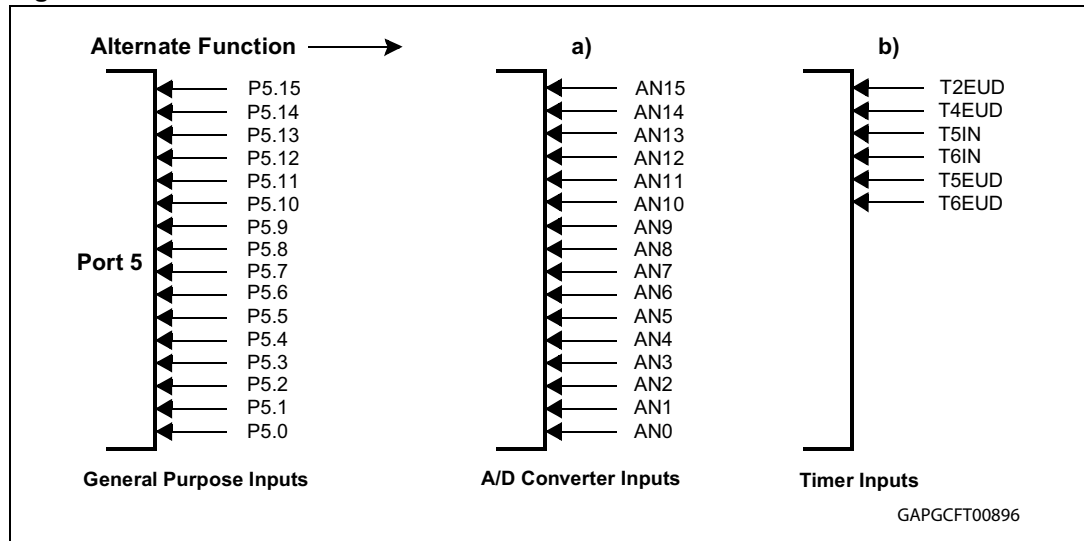 Alternate Function a) b)
P5.15 AN15 T2EUD
P5.14 AN14 T4EUD
P5.13 AN13 T5IN
P5.12 AN12 T6IN
P5.11 AN11 T5EUD
P5.10 AN10 T6EUD
P5.9 AN9
P5.8 AN8
Port 5
P5.7 AN7
P5.6 AN6
P5.5 AN5
P5.4 AN4
P5.3 AN3
P5.2 AN2
P5.1 AN1
P5.0 AN0
General Purpose Inputs A/D Converter Inputs Timer Inputs
GAPGCFT00896